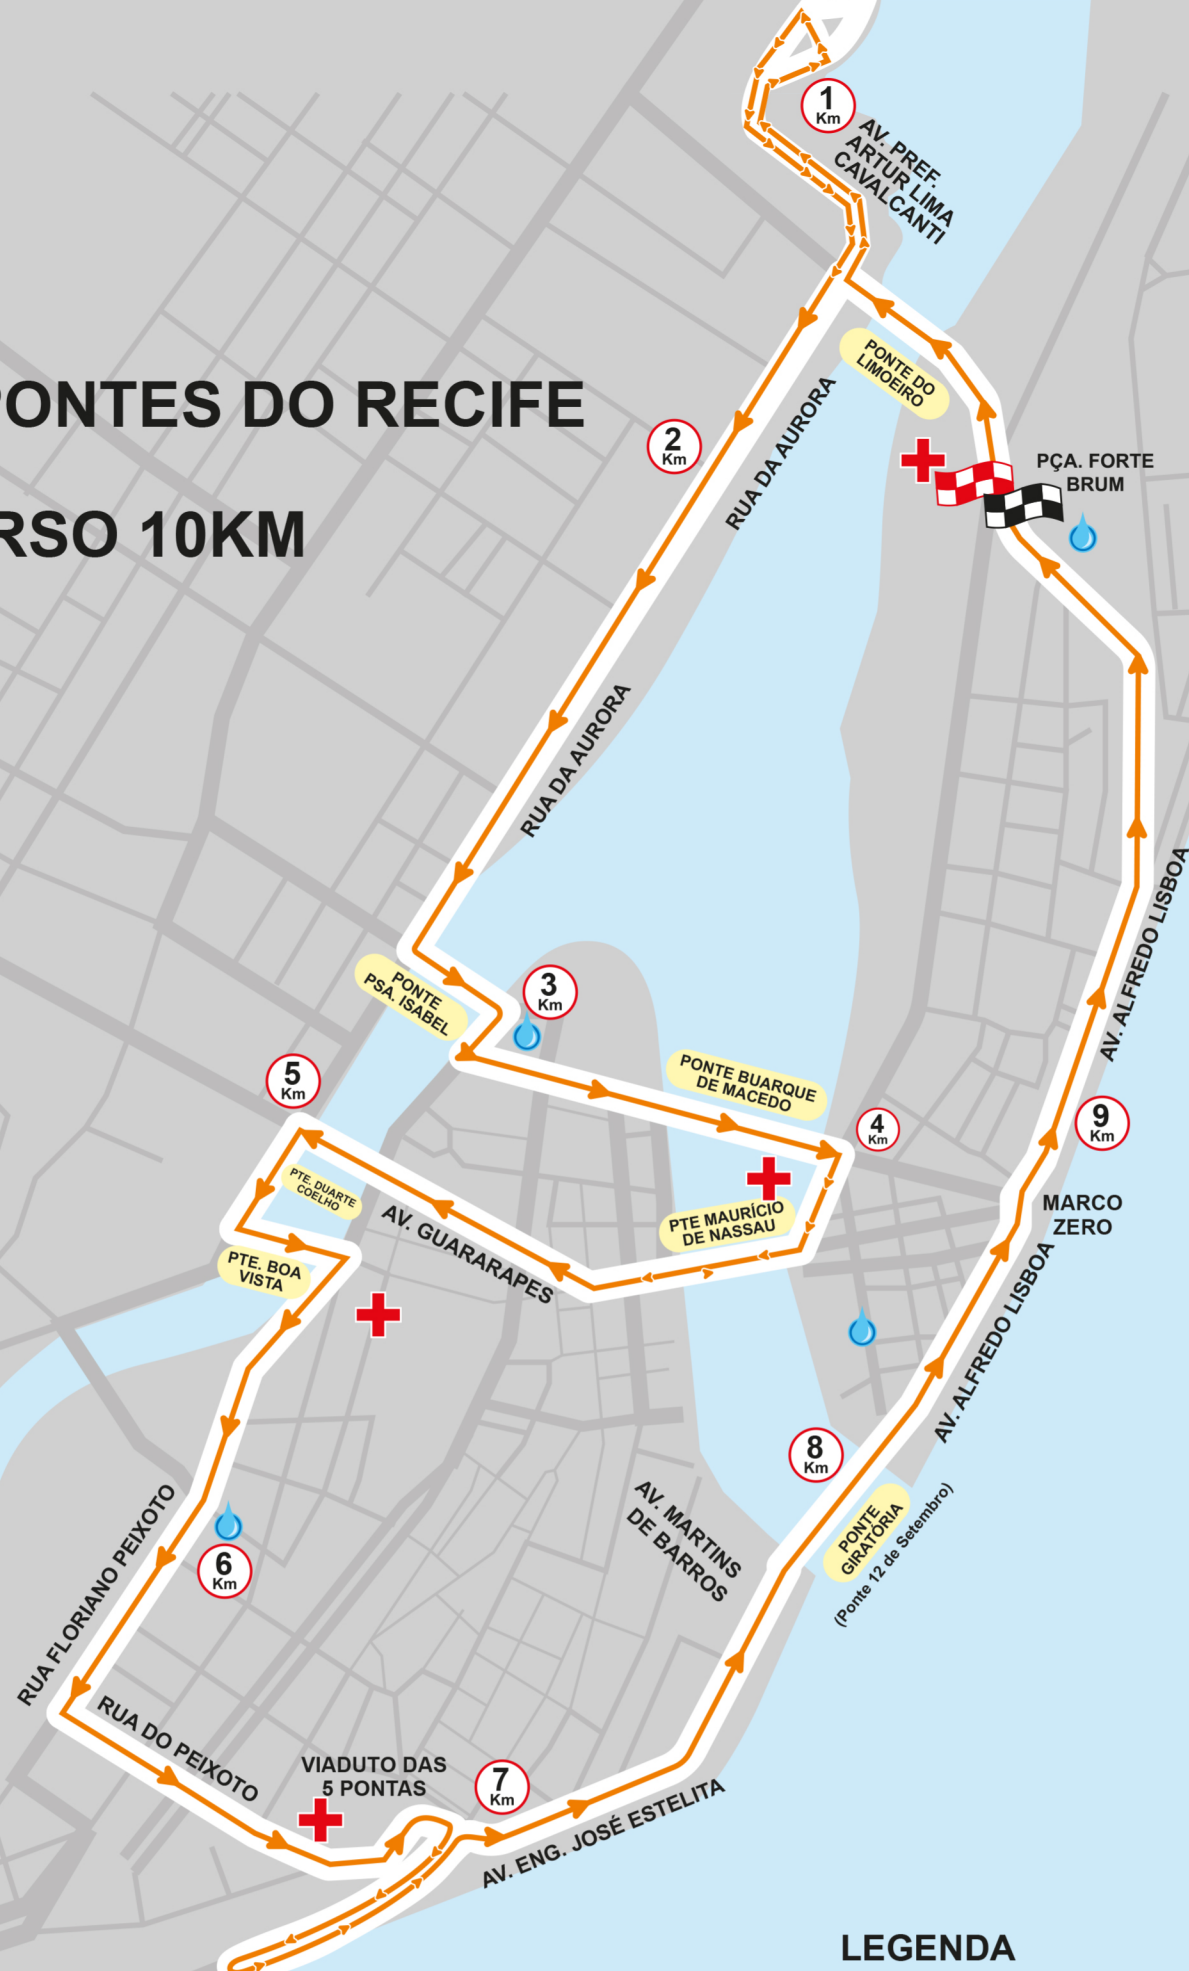 1
Km
AV. PREF.
ARTUR LIMA
CAVALCANTI
PONTE DO
LIMOEIRO
PONTES DO RECIFE
2
Km
RUA DA AURORA
PÇA. FORTE
BRUM
RSO 10KM
RUA DA AURORA
AV. ALFREDO LISBOA
PONTE
PSA. ISABEL
3
Km
PONTE BUARQUE
DE MACEDO
5
Km
4
Km
9
Km
PTE. DUARTE
COELHO
AV. GUARARAPES
PTE MAURÍCIO
DE NASSAU
MARCO
ZERO
PTE. BOA
VISTA
AV. ALFREDO LISBOA
8
Km
AV. MARTINS
DE BARROS
PONTE
GIRATÓRIA
(Ponte 12 de Setembro)
RUA FLORIANO PEIXOTO
6
Km
RUA DO PEIXOTO
VIADUTO DAS
5 PONTAS
7
Km
AV. ENG. JOSÉ ESTELITA
LEGENDA